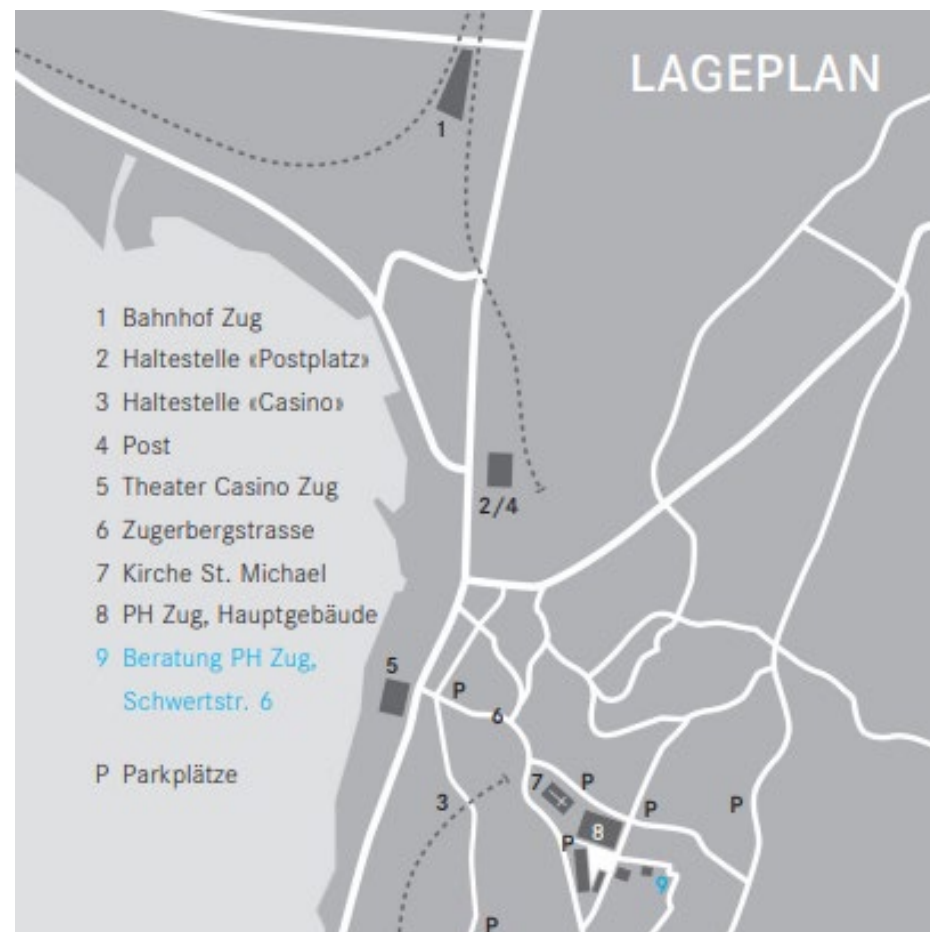 LAGEPLAN
1
1 Bahnhof Zug
2 Haltestelle «Postplatz»
3 Haltestelle «Casino»
4 Post
5 Theater Casino Zug
6 Zugerbergstrasse
7 Kirche St. Michael
8 PH Zug, Hauptgebäude
9 Beratung PH Zug,
Schwertstr. 6
P Parkplätze
2/4
5
P
6
7
P
3
P
P
8
P
9
P